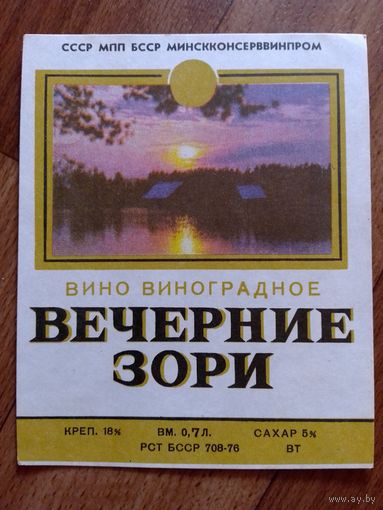 СССР МПП БССР МИНСККОНСЕРВВИНПРОМ
ВИНО ВИНОГРАДНОЕ
ВЕЧЕРНИЕ
ЗОРИ
КРЕП. 18% ВМ. 0,7 Л. САХАР 5%
РСТ БССР 708-76 ВТ
www.ay.by